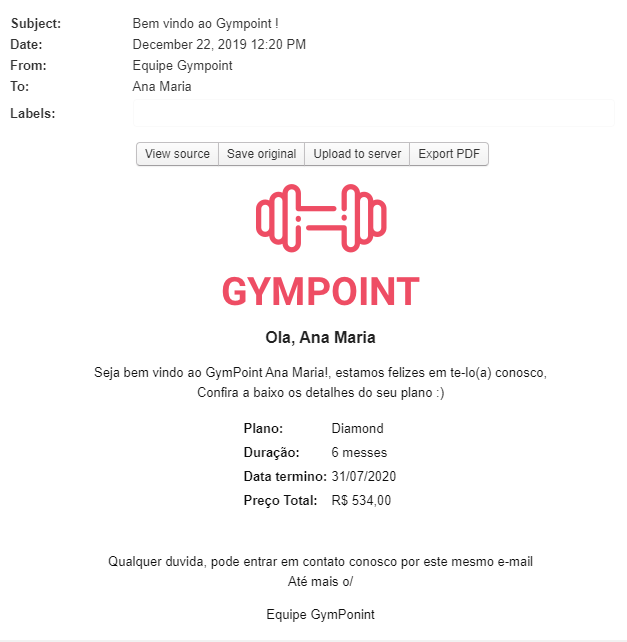 Subject: Bem vindo ao Gympoint !
Date: December 22, 2019 12:20 PM
From: Equipe Gympoint
To: Ana Maria
Labels:
View source Save original Upload to server Export PDF
GYMPOINT
Ola, Ana Maria
Seja bem vindo ao GymPoint Ana Maria!, estamos felizes em te-lo(a) conosco,
Confira a baixo os detalhes do seu plano :)
Plano: Diamond
Duração: 6 messes
Data termino: 31/07/2020
Preço Total: R$ 534,00
Qualquer duvida, pode entrar em contato conosco por este mesmo e-mail
Até mais o/
Equipe GymPonint